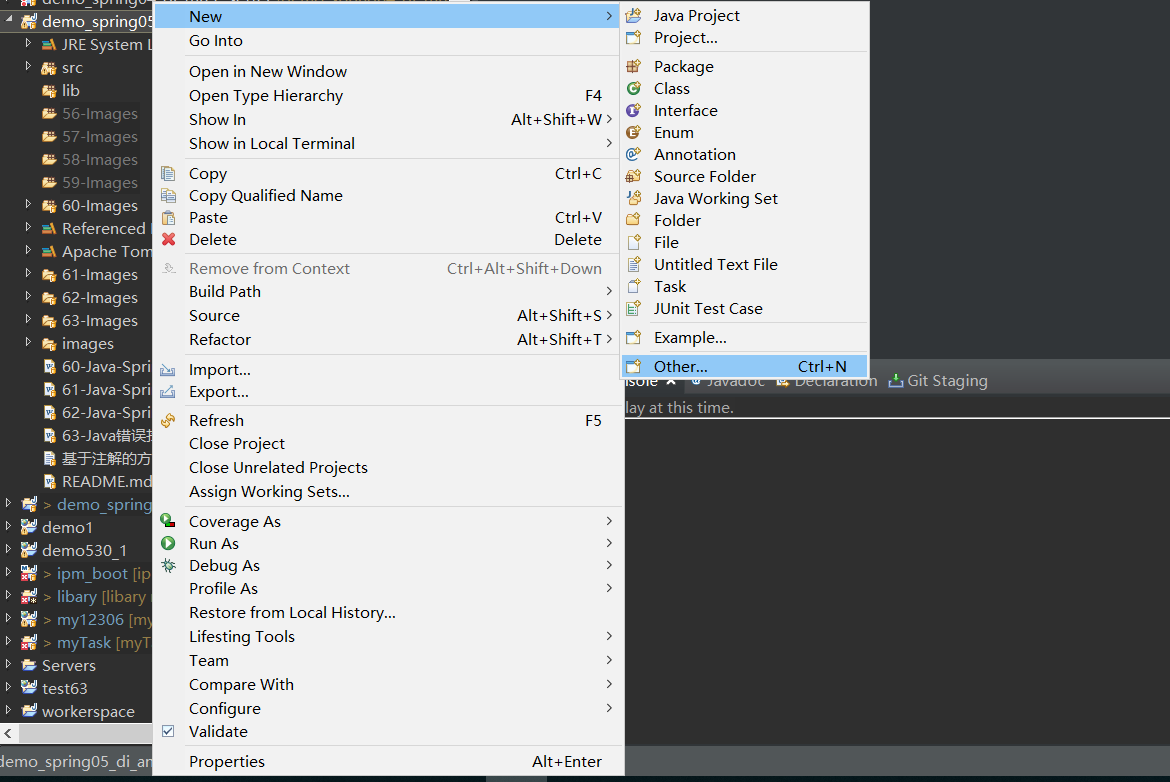 demo_spring05
JRE System L
src
lib
56-Images
57-Images
58-Images
59-Images
60-Images
Referenced
Apache Tom
61-Images
62-Images
63-Images
images
60-Java-Spri
61-Java-Spri
62-Java-Spri
63-Java错误
基于注解的方
README.md
> demo_spring
demo1
demo530_1
> ipm_boot [ip
> libary [libary
> my12306 [my
> myTask [myT
Servers
test63
workerspace
demo_spring05_di_an
New
Go Into
Open in New Window
Open Type Hierarchy F4
Show In Alt+Shift+W
Show in Local Terminal
Copy Ctrl+C
Copy Qualified Name
Paste Ctrl+V
Delete Delete
Remove from Context Ctrl+Alt+Shift+Down
Build Path
Source Alt+Shift+S
Refactor Alt+Shift+T
Import...
Export...
Refresh F5
Close Project
Close Unrelated Projects
Assign Working Sets...
Coverage As
Run As
Debug As
Profile As
Restore from Local History...
Lifesting Tools
Team
Compare With
Configure
Validate
Properties Alt+Enter
Java Project
Project...
Package
Class
Interface
Enum
Annotation
Source Folder
Java Working Set
Folder
File
Untitled Text File
Task
JUnit Test Case
Example...
Other... Ctrl+N
nsole Javadoc Declaration Git Staging
lay at this time.